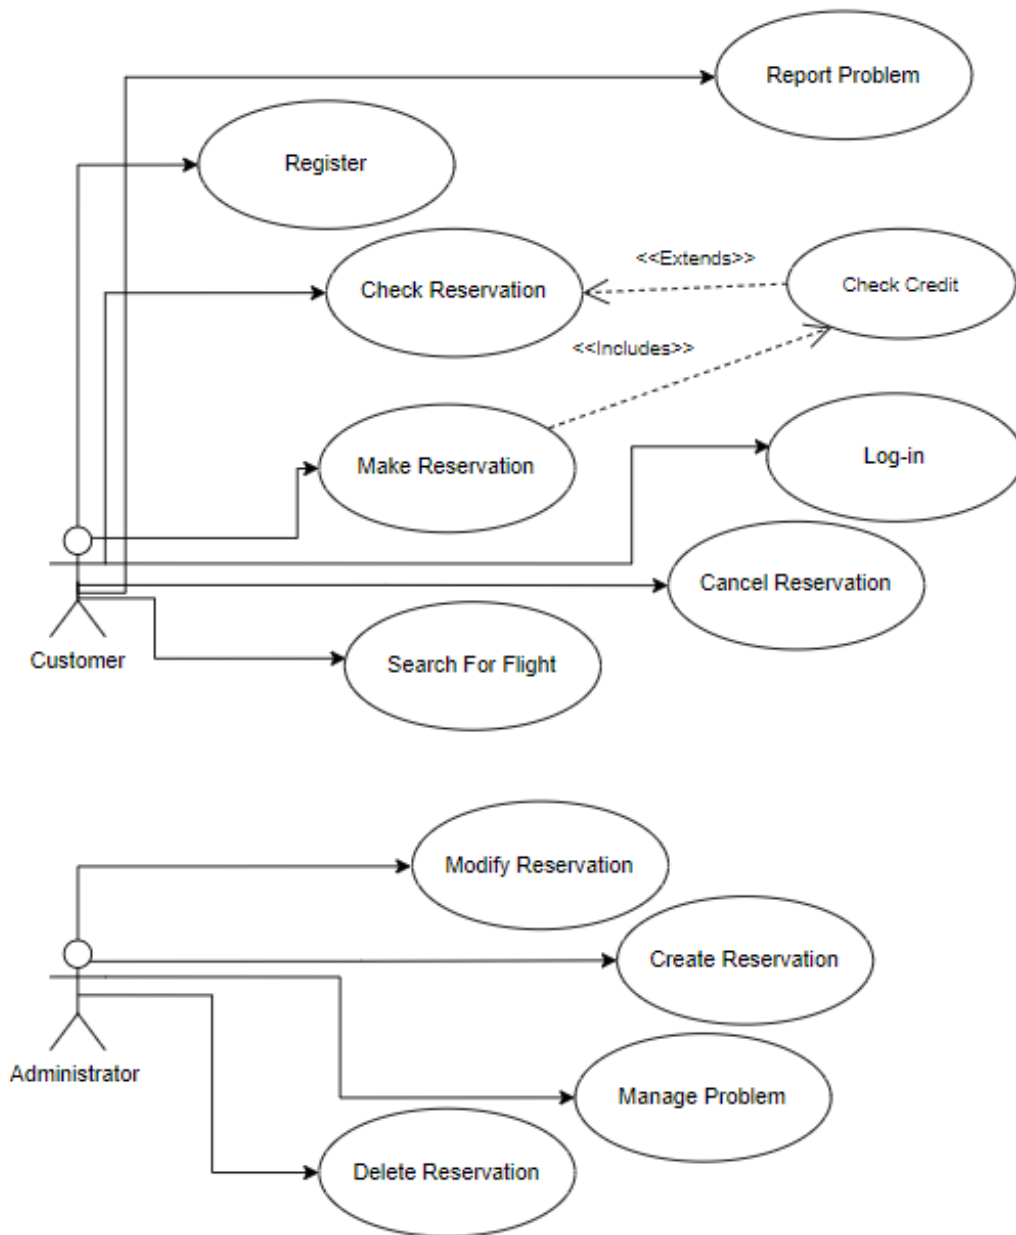 Report Problem
Register
<<Extends>>
Check Reservation
Check Credit
<<Includes>>
Make Reservation
Log-in
Cancel Reservation
Customer
Search For Flight
Modify Reservation
Create Reservation
Administrator
Manage Problem
Delete Reservation